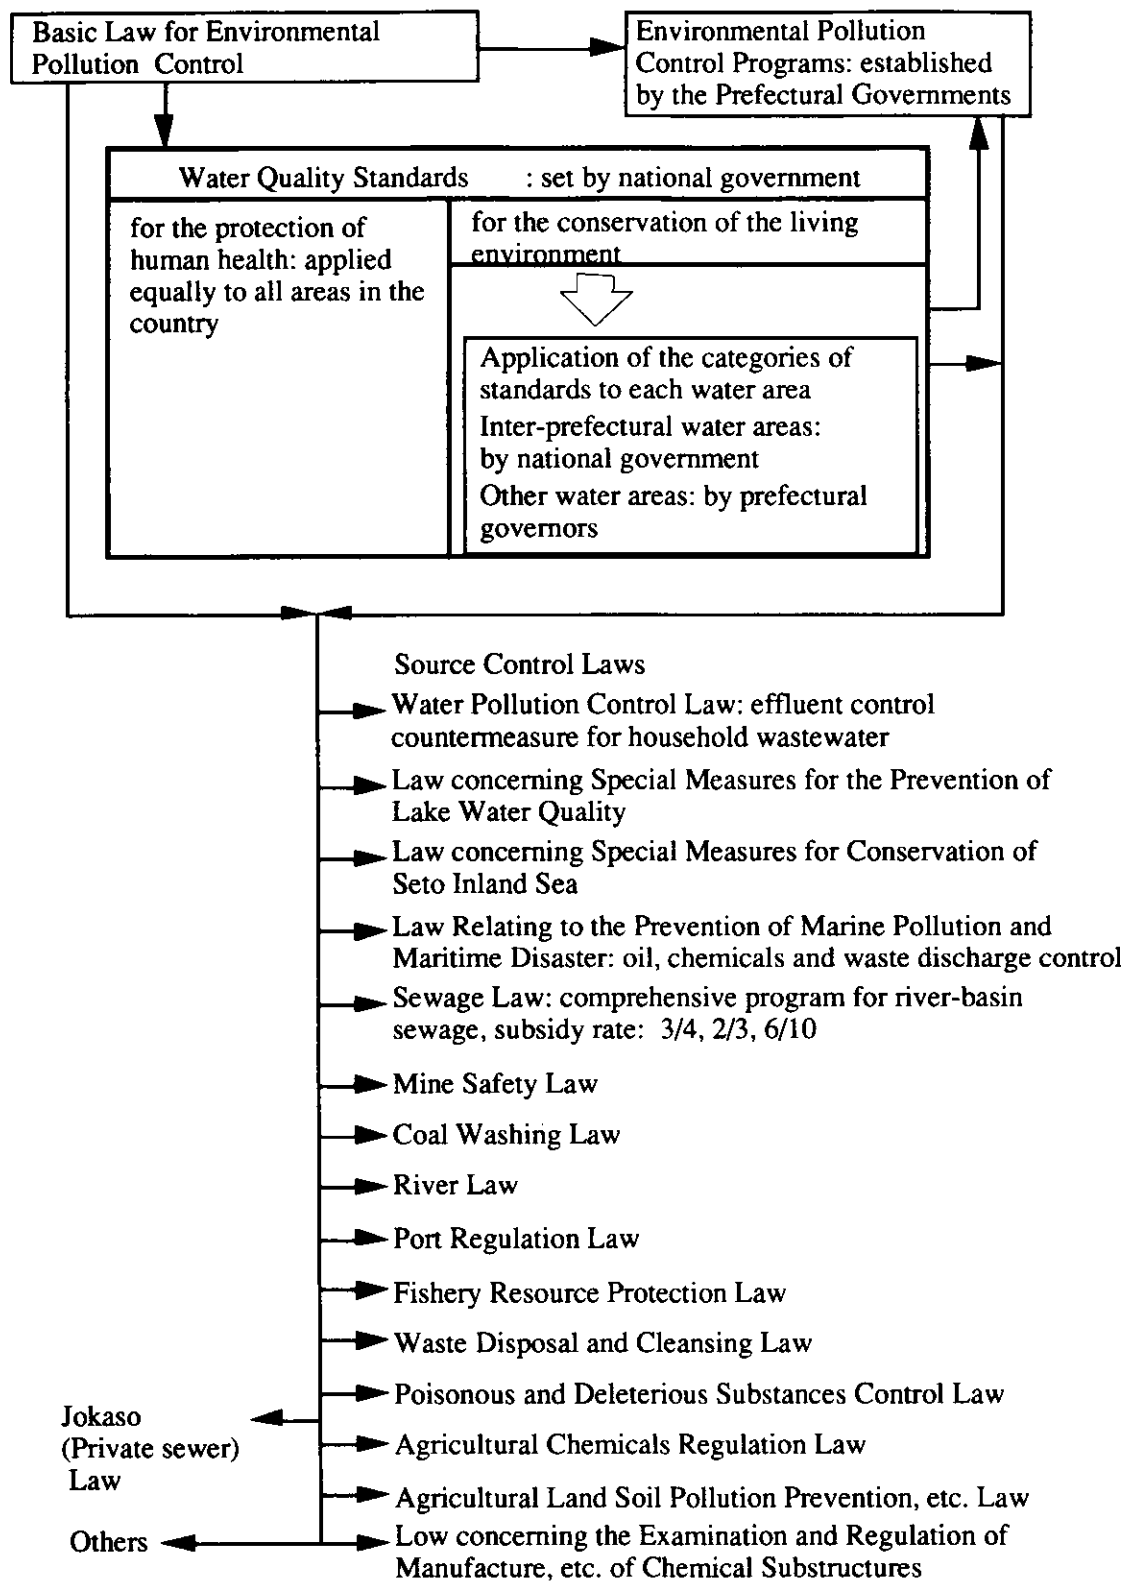 Basic Law for Environmental
Pollution Control
Environmental Pollution
Control Programs: established
by the Prefectural Governments
Water Quality Standards : set by national government
for the protection of
human health: applied
equally to all areas in the
country
for the conservation of the living
environment
Application of the categories of
standards to each water area
Inter-prefectural water areas:
by national government
Other water areas: by prefectural
governors
Source Control Laws
Water Pollution Control Law: effluent control
countermeasure for household wastewater
Law concerning Special Measures for the Prevention of
Lake Water Quality
Law concerning Special Measures for Conservation of
Seto Inland Sea
Law Relating to the Prevention of Marine Pollution and
Maritime Disaster: oil, chemicals and waste discharge control
Sewage Law: comprehensive program for river-basin
sewage, subsidy rate: 3/4, 2/3, 6/10
Mine Safety Law
Coal Washing Law
River Law
Port Regulation Law
Fishery Resource Protection Law
Waste Disposal and Cleansing Law
Poisonous and Deleterious Substances Control Law
Jokaso
(Private sewer)
Law
Agricultural Chemicals Regulation Law
Agricultural Land Soil Pollution Prevention, etc. Law
Others
Low concerning the Examination and Regulation of
Manufacture, etc. of Chemical Substructures